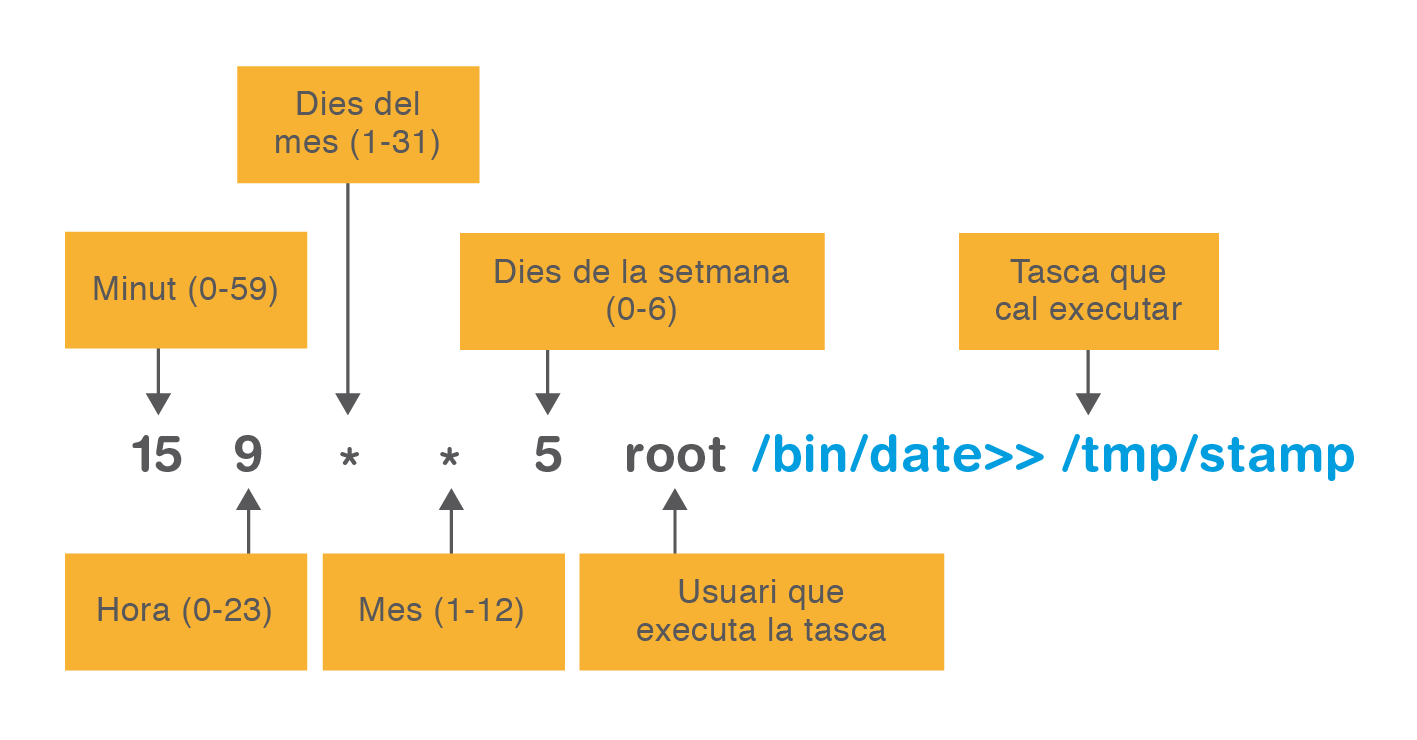 Dies del
mes (1-31)
Minut (0-59)
Dies de la setmana
(0-6)
Tasca que
cal executar
15 9 * * 5 root /bin/date>> /tmp/stamp
Hora (0-23)
Mes (1-12)
Usuari que
executa la tasca